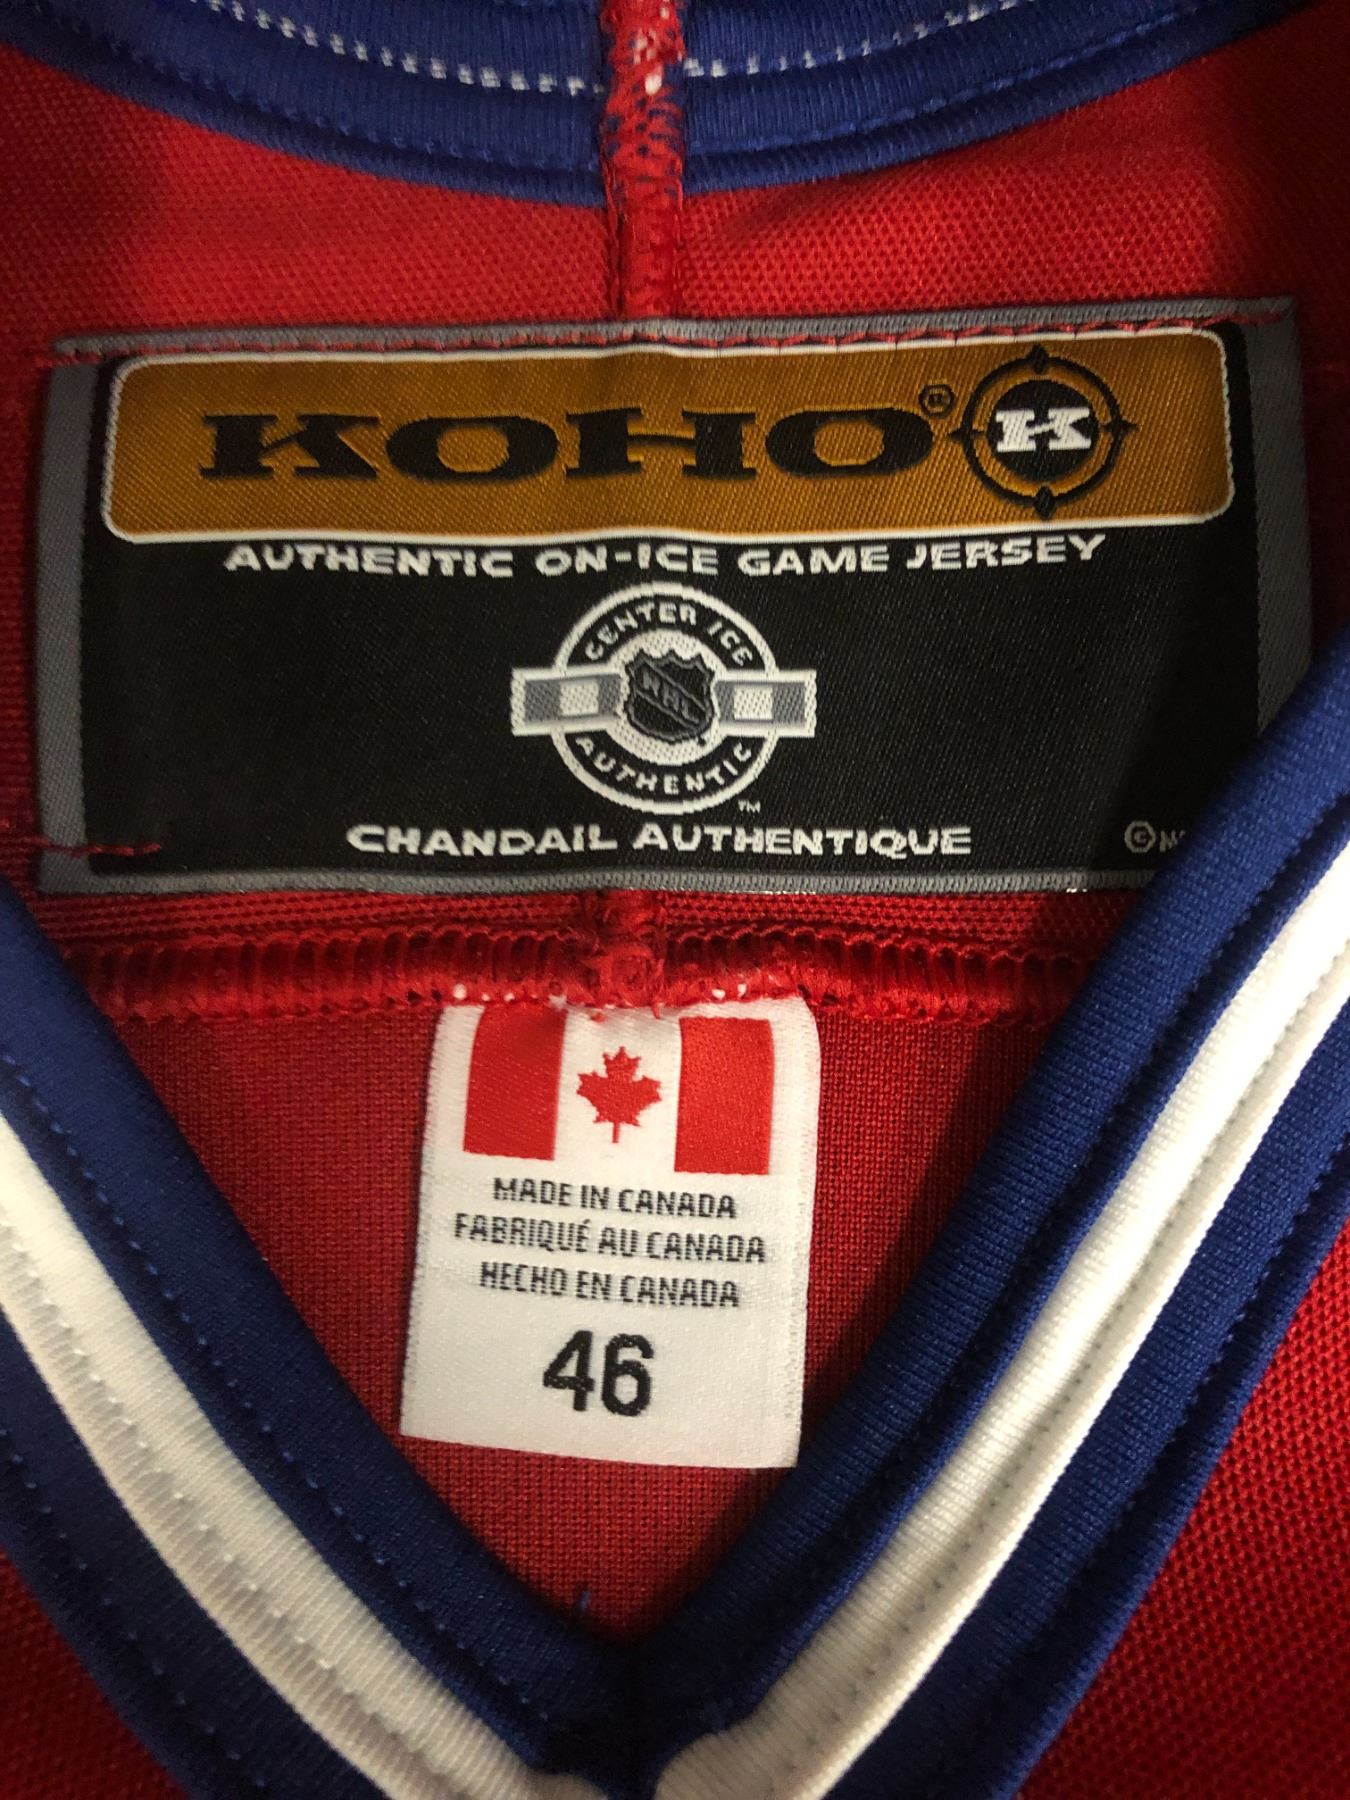 KOHO® K
AUTHENTIC ON-ICE GAME JERSEY
CENTER ICE
NHL
AUTHENTIC
™
CHANDAIL AUTHENTIQUE
©
MADE IN CANADA
FABRIQUÉ AU CANADA
HECHO EN CANADA
46